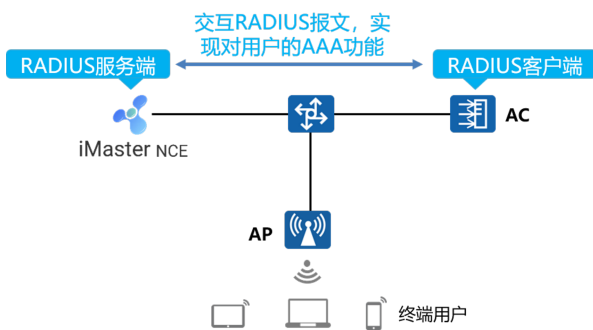 交互RADIUS报文，实
现对用户的AAA功能
RADIUS服务端
RADIUS客户端
iMaster NCE
AC
AP
终端用户